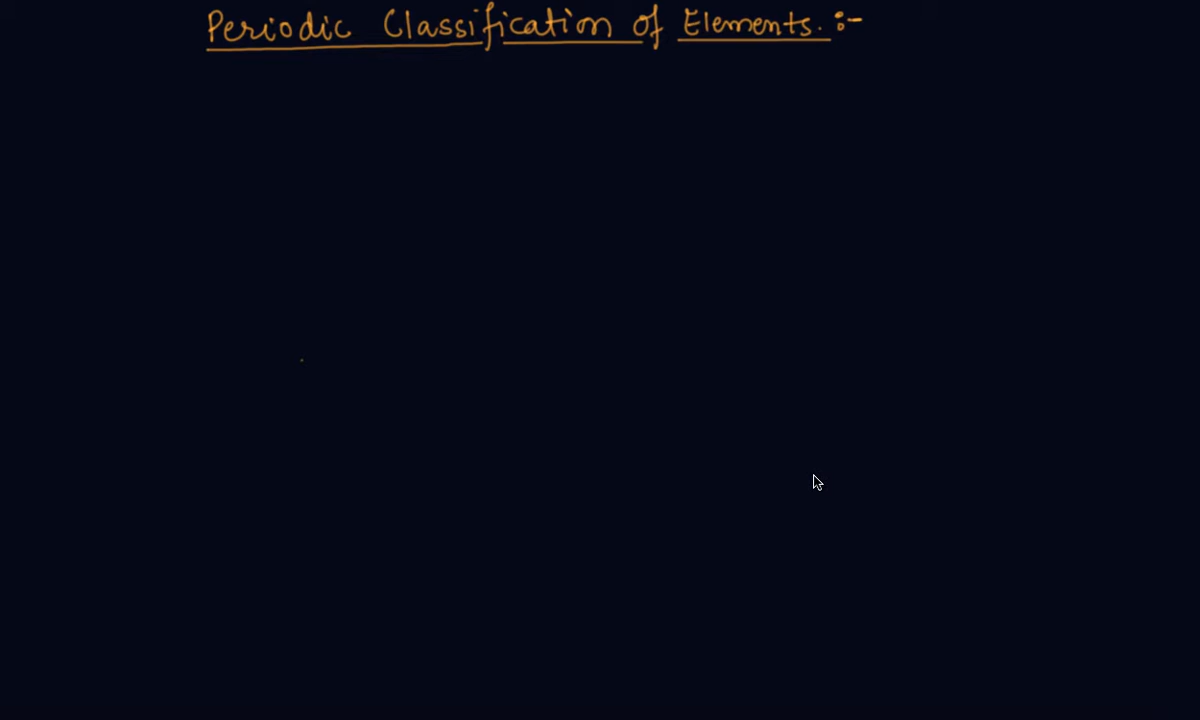 Periodic Classification of Elements. :-